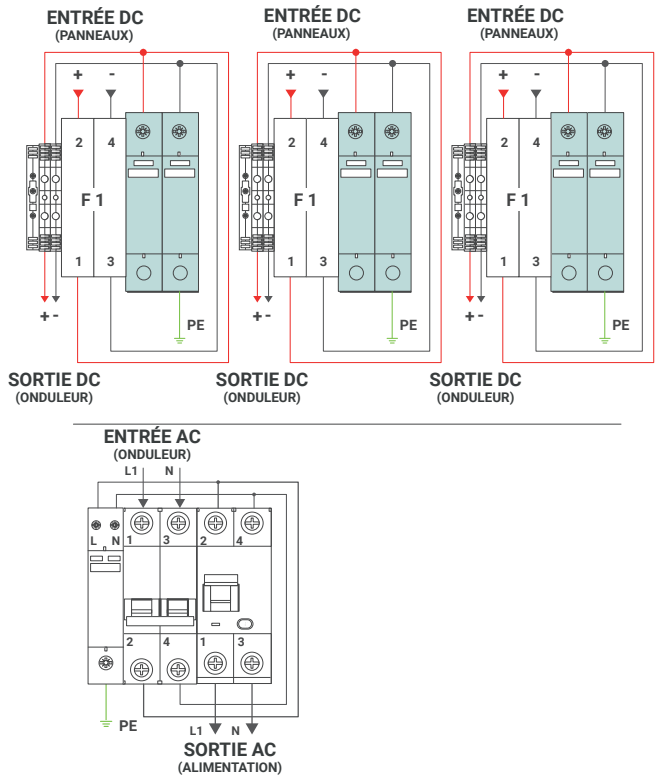 ENTRÉE DC
(PANNEAUX)
+ -
2 4
F 1
1 3
+ -
PE
SORTIE DC
(ONDULEUR)
ENTRÉE DC
(PANNEAUX)
+ -
2 4
F 1
1 3
+ -
PE
SORTIE DC
(ONDULEUR)
ENTRÉE DC
(PANNEAUX)
+ -
2 4
F 1
1 3
+ -
PE
SORTIE DC
(ONDULEUR)
ENTRÉE AC
(ONDULEUR)
L1 N
L N 1 3 2 4
2 4 1 3
PE
L1 N
SORTIE AC
(ALIMENTATION)